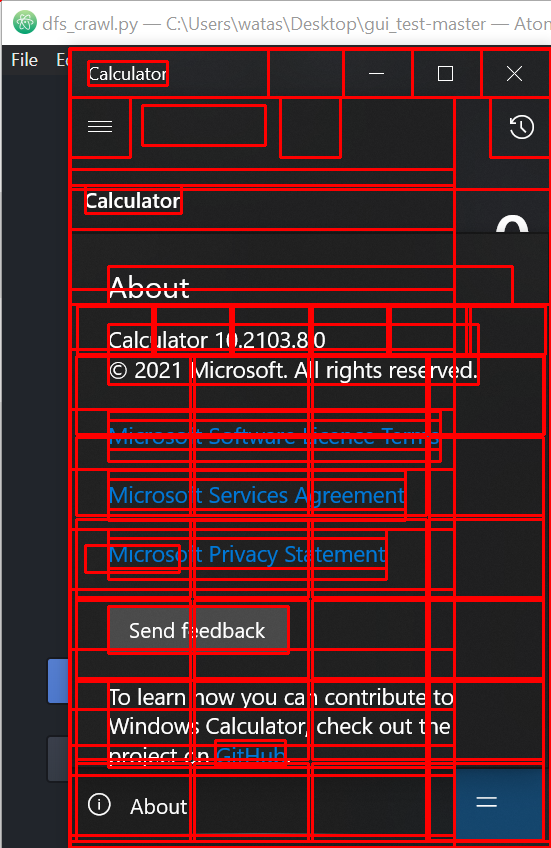 dfs_crawl.py — C:\Users\watas\Desktop\gui_test-master — Atom
File
Calculator
Calculator
0
About
Calculator 10.2103.8.0
© 2021 Microsoft. All rights reserved.
Microsoft Software Licence Terms
Microsoft Services Agreement
Microsoft Privacy Statement
Send feedback
To learn how you can contribute to
Windows Calculator, check out the
project on GitHub.
About